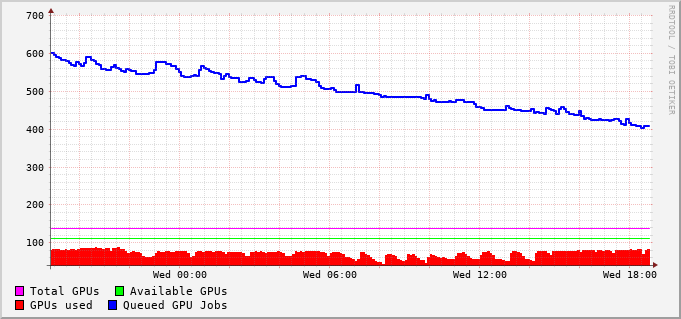 700
600
500
400
300
200
100
Wed 00:00 Wed 06:00 Wed 12:00 Wed 18:00
Total GPUs Available GPUs
GPUs used Queued GPU Jobs
RRDTOOL / TOBI OETIKER